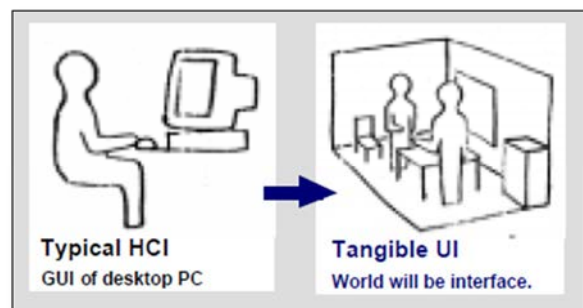 Typical HCI
GUI of desktop PC
Tangible UI
World will be interface.